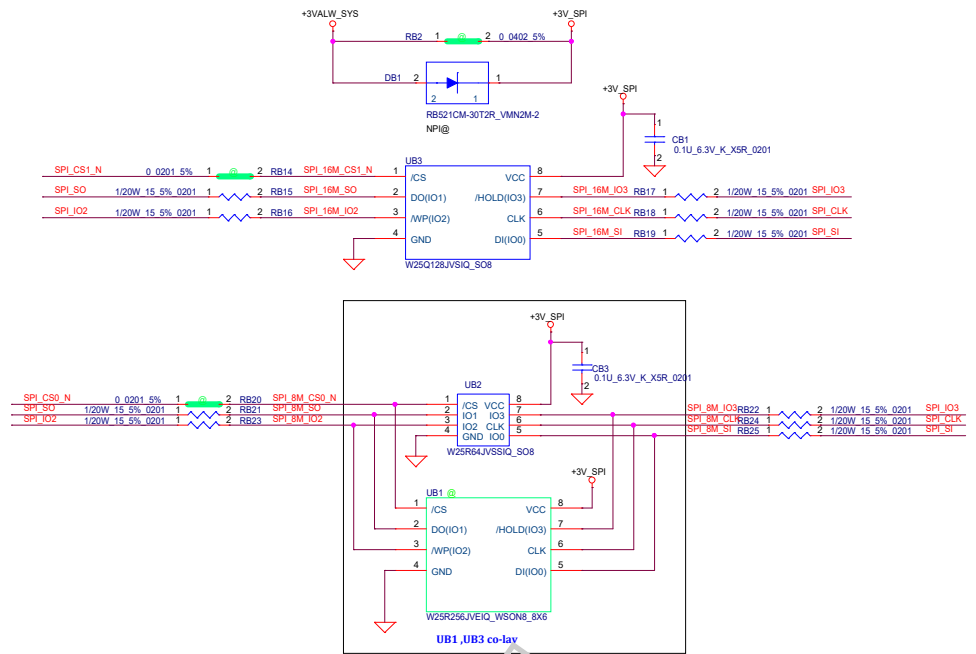 +3VALW_SYS +3V_SPI
RB2 1 @ 2 0_0402_5%
DB1 2 1
2 1
RB521CM-30T2R_VMN2M-2
NPI@
+3V_SPI
1
CB1
0.1U_6.3V_K_X5R_0201
2
UB3
SPI_CS1_N 0_0201_5% 1 @ 2 RB14 SPI_16M_CS1_N 1 /CS VCC 8
SPI_SO 1/20W_15_5%_0201 1 2 RB15 SPI_16M_SO 2 DO(IO1) /HOLD(IO3) 7 SPI_16M_IO3 RB17 1 2 1/20W_15_5%_0201 SPI_IO3
SPI_IO2 1/20W_15_5%_0201 1 2 RB16 SPI_16M_IO2 3 /WP(IO2) CLK 6 SPI_16M_CLK RB18 1 2 1/20W_15_5%_0201 SPI_CLK
4 GND DI(IO0) 5 SPI_16M_SI RB19 1 2 1/20W_15_5%_0201 SPI_SI
W25Q128JVSIQ_SO8
+3V_SPI
1
CB3
0.1U_6.3V_K_X5R_0201
2
UB2
SPI_CS0_N 0_0201_5% 1 @ 2 RB20 SPI_8M_CS0_N 1 /CS VCC 8
SPI_SO 1/20W_15_5%_0201 1 2 RB21 SPI_8M_SO 2 IO1 IO3 7 SPI_8M_IO3 RB22 1 2 1/20W_15_5%_0201 SPI_IO3
SPI_IO2 1/20W_15_5%_0201 1 2 RB23 SPI_8M_IO2 3 IO2 CLK 6 SPI_8M_CLK RB24 1 2 1/20W_15_5%_0201 SPI_CLK
4 GND IO0 5 SPI_8M_SI RB25 1 2 1/20W_15_5%_0201 SPI_SI
W25R64JVSSIQ_SO8
+3V_SPI
UB1 @
1 /CS VCC 8
2 DO(IO1) /HOLD(IO3) 7
3 /WP(IO2) CLK 6
4 GND DI(IO0) 5
W25R256JVEIQ_WSON8_8X6
UB1 ,UB3 co-lay